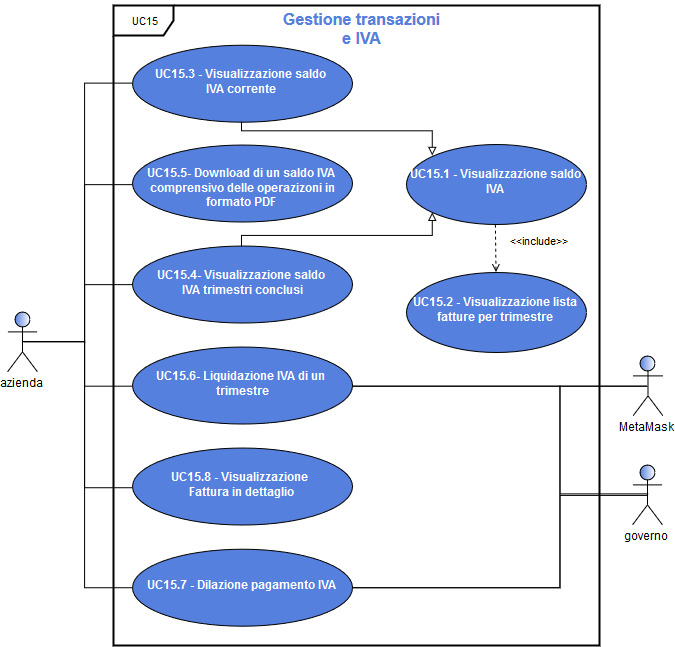 UC15
Gestione transazioni
e IVA
UC15.3 - Visualizzazione saldo
IVA corrente
UC15.5- Download di un saldo IVA
comprensivo delle operazizoni in
formato PDF
UC15.1 - Visualizzazione saldo
IVA
<<include>>
UC15.4- Visualizzazione saldo
IVA trimestri conclusi
UC15.2 - Visualizzazione lista
fatture per trimestre
azienda
UC15.6- Liquidazione IVA di un
trimestre
MetaMask
UC15.8 - Visualizzazione
Fattura in dettaglio
governo
UC15.7 - Dilazione pagamento IVA